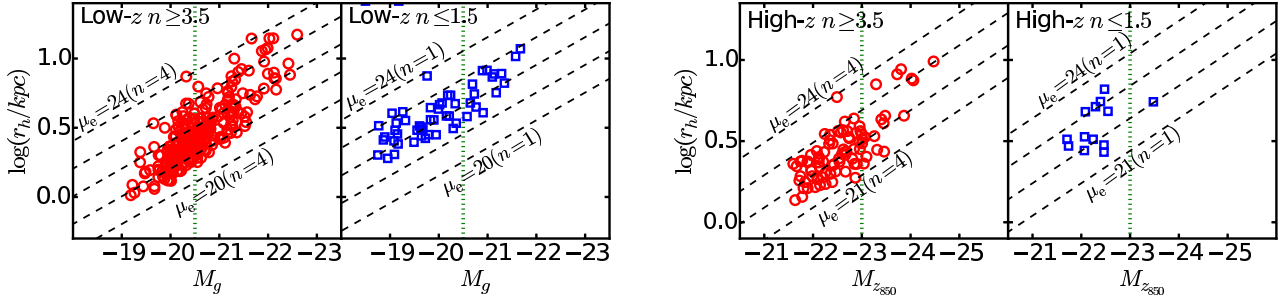 Low-z n≥3.5
Low-z n≤1.5
High-z n≥3.5
High-z n≤1.5
log(r_h/kpc)
1.0
0.5
0.0
μ_e=24(n=4)
μ_e=20(n=4)
μ_e=24(n=1)
μ_e=20(n=1)
−19 −20 −21 −22 −23
−19 −20 −21 −22 −23
M_g
M_g
log(r_h/kpc)
1.0
0.5
0.0
μ_e=24(n=4)
μ_e=21(n=4)
μ_e=24(n=1)
μ_e=21(n=1)
−21 −22 −23 −24 −25
−21 −22 −23 −24 −25
M_z₈₅₀
M_z₈₅₀